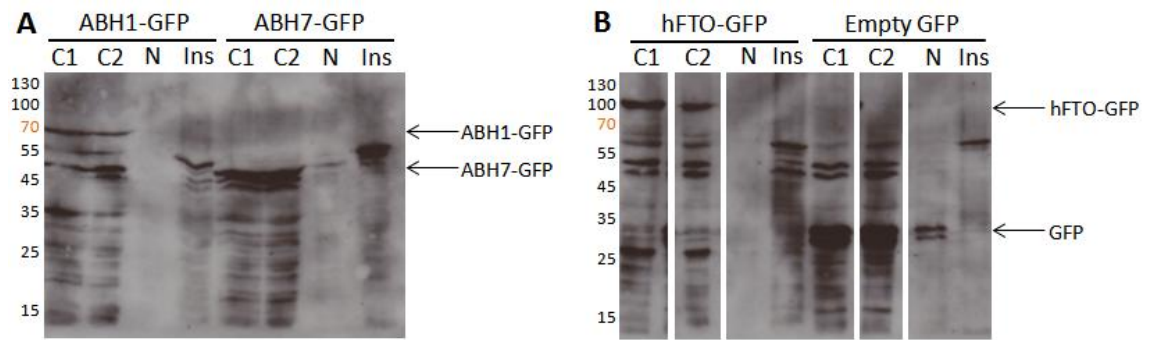 A ABH1-GFP ABH7-GFP
C1 C2 N Ins C1 C2 N Ins
130
100
70
55
45
35
25
15
ABH1-GFP
ABH7-GFP
B hFTO-GFP Empty GFP
C1 C2 N Ins C1 C2 N Ins
130
100
70
55
45
35
25
15
hFTO-GFP
GFP